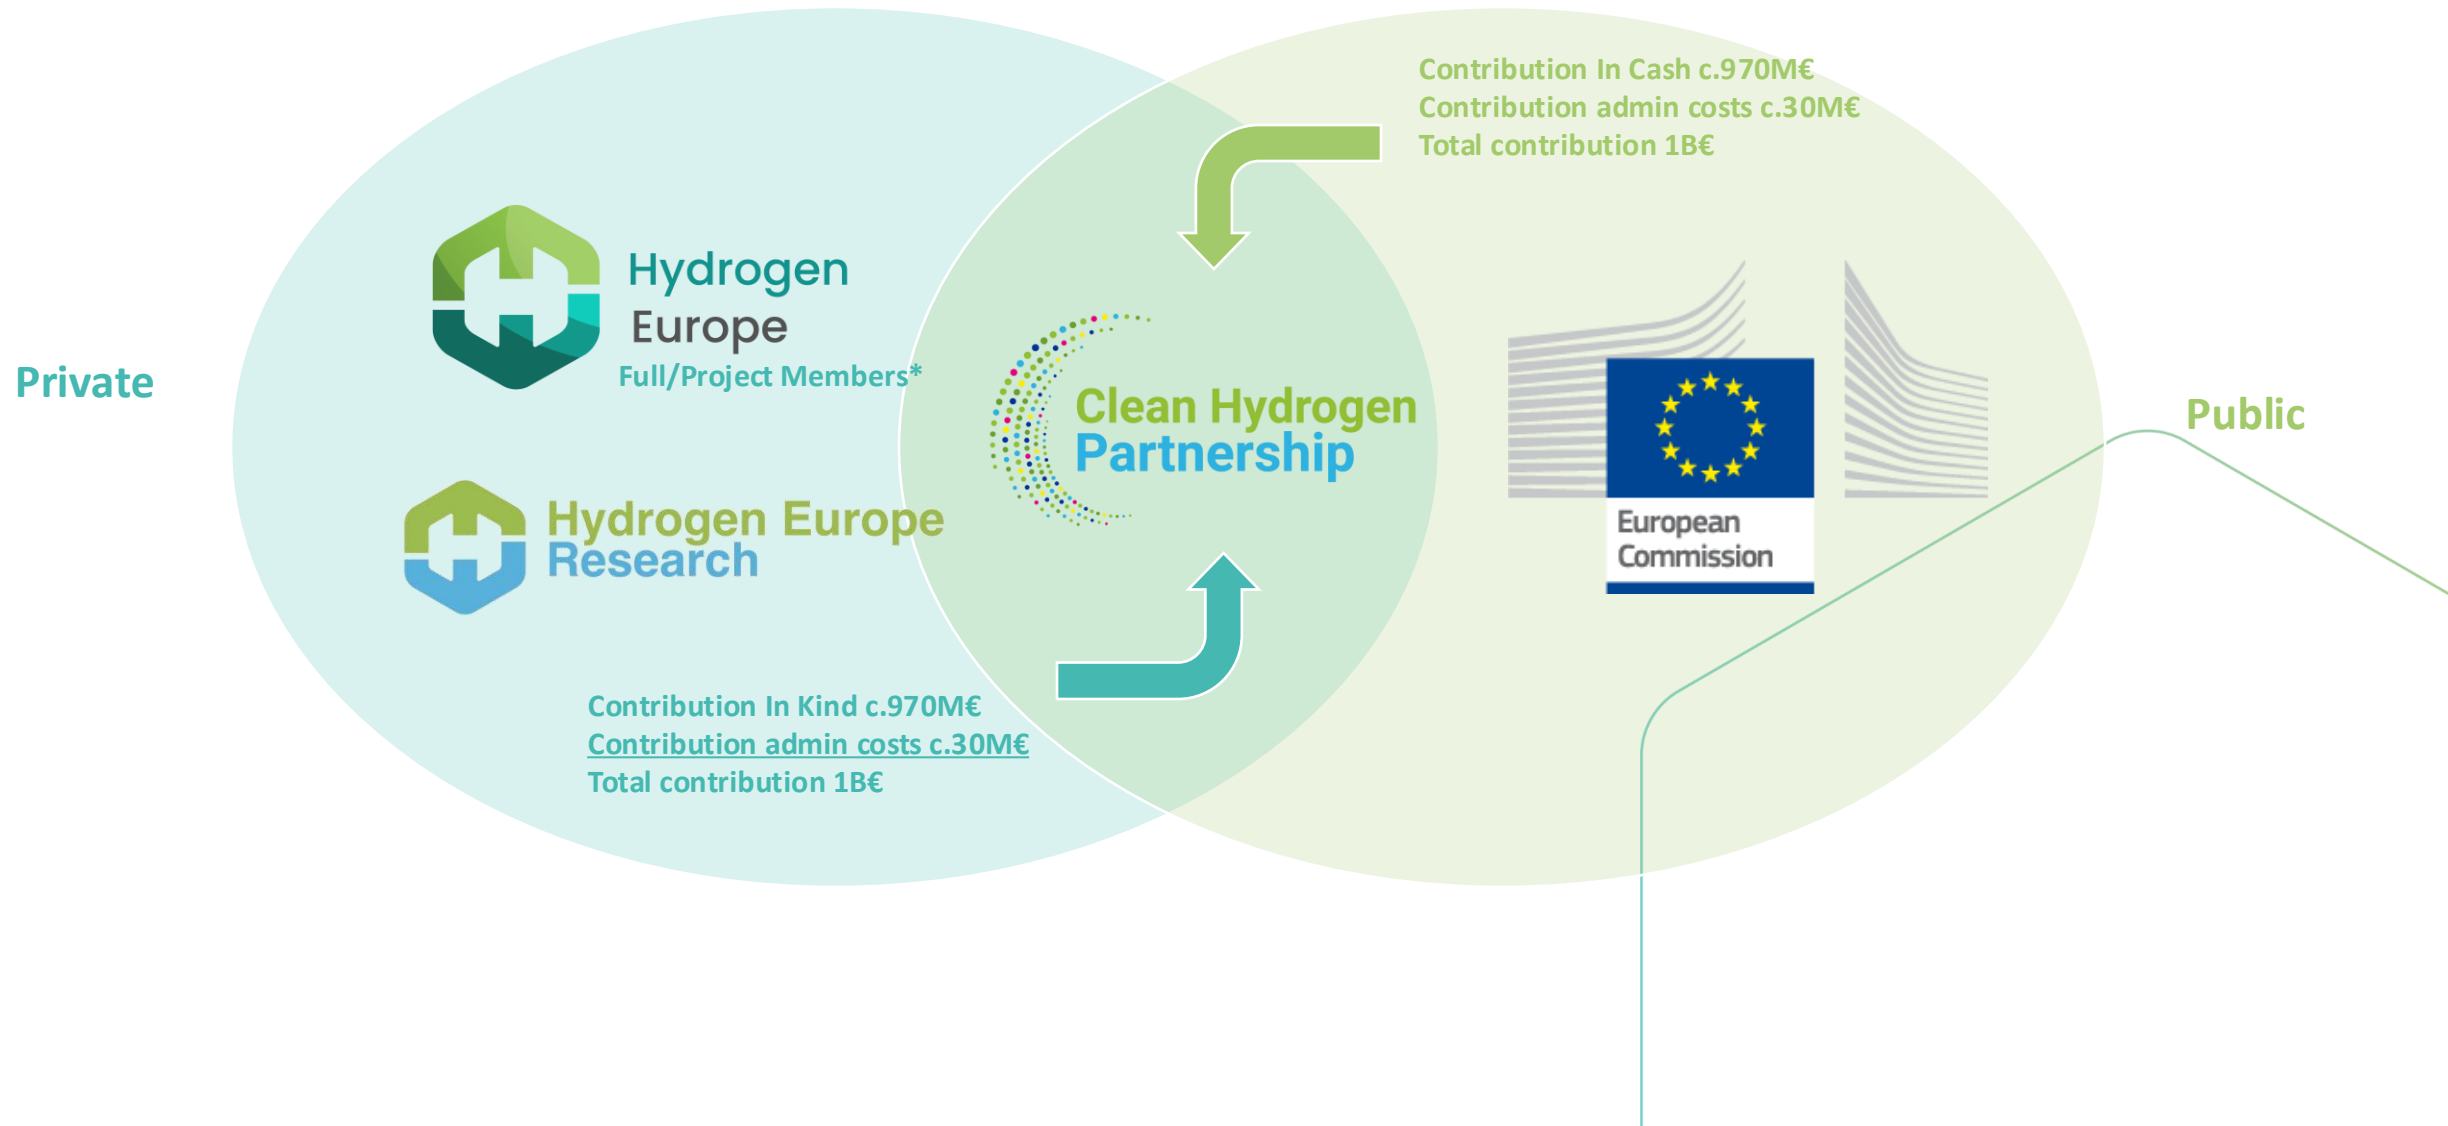 Contribution In Cash c.970M€
Contribution admin costs c.30M€
Total contribution 1B€
Hydrogen
Europe
Full/Project Members*
Private
Clean Hydrogen
Partnership
Public
Hydrogen Europe
Research
European
Commission
Contribution In Kind c.970M€
Contribution admin costs c.30M€
Total contribution 1B€